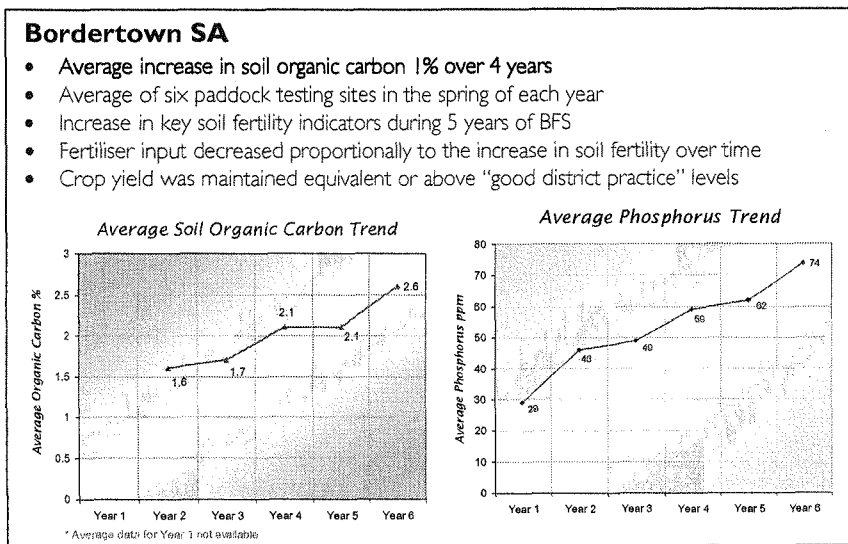 Bordertown SA
• Average increase in soil organic carbon 1% over 4 years
• Average of six paddock testing sites in the spring of each year
• Increase in key soil fertility indicators during 5 years of BFS
• Fertiliser input decreased proportionally to the increase in soil fertility over time
• Crop yield was maintained equivalent or above "good district practice" levels
Average Soil Organic Carbon Trend
Average Organic Carbon %
3
2.5
2
1.5
1
0.5
0
1.6
1.7
2.1
2.1
2.6
Year 1 Year 2 Year 3 Year 4 Year 5 Year 6
* Average data for Year 1 not available
Average Phosphorus Trend
Average Phosphorus ppm
80
70
60
50
40
30
20
10
0
29
46
49
59
62
74
Year 1 Year 2 Year 3 Year 4 Year 5 Year 6